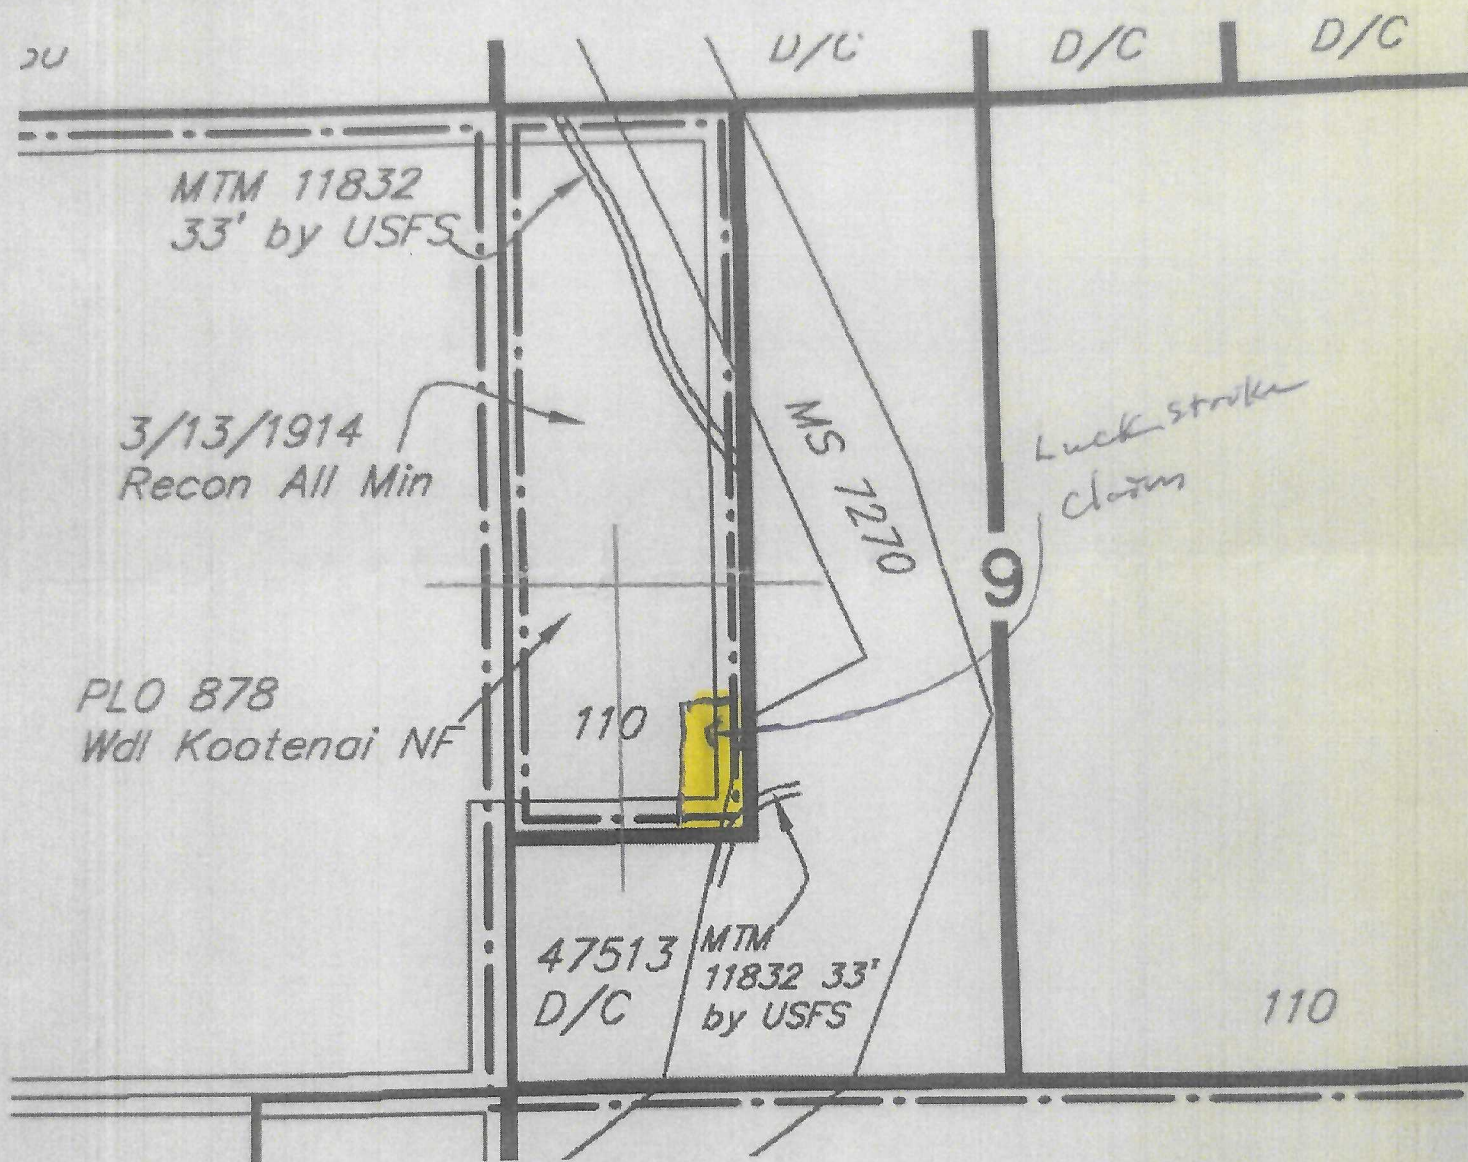 D/C
D/C
D/C
MTM 11832
33' by USFS
3/13/1914
Recon All Min
MS 7270
Luck stroke
Claim
9
PLO 878
Wdl Kootenai NF
110
47513
D/C
MTM
11832 33'
by USFS
110